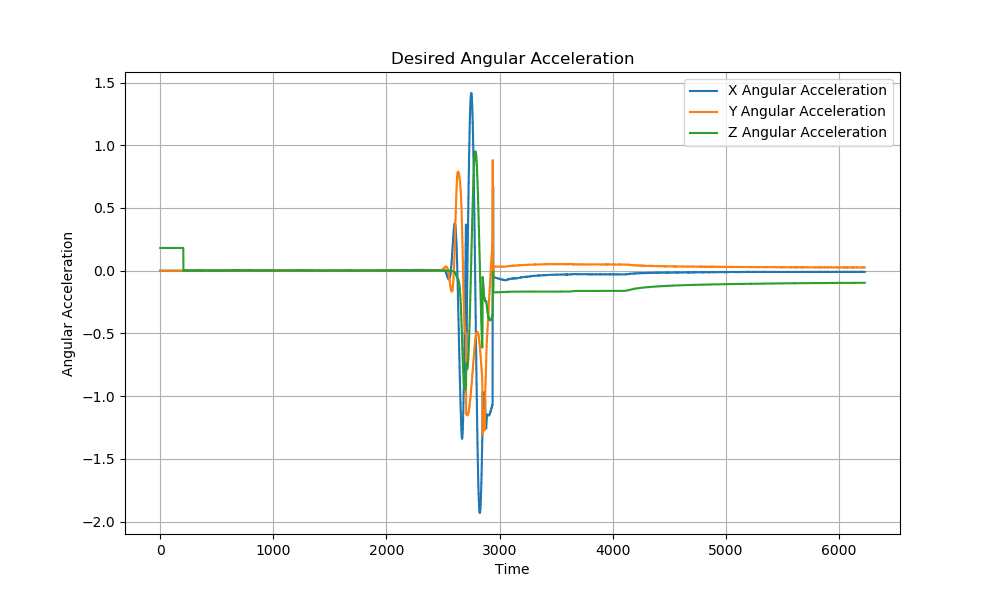 Desired Angular Acceleration
X Angular Acceleration
Y Angular Acceleration
Z Angular Acceleration
Angular Acceleration
1.5
1.0
0.5
0.0
−0.5
−1.0
−1.5
−2.0
0 1000 2000 3000 4000 5000 6000
Time